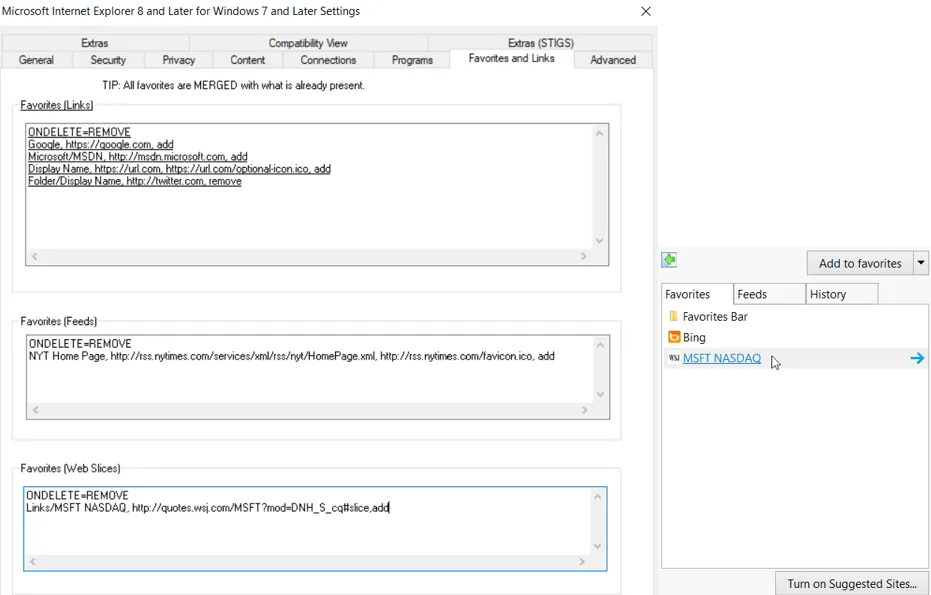 Microsoft Internet Explorer 8 and Later for Windows 7 and Later Settings
Extras
Compatibility View
Extras (STIGS)
General
Security
Privacy
Content
Connections
Programs
Favorites and Links
Advanced
TIP: All favorites are MERGED with what is already present.
Favorites (Links)
ONDELETE=REMOVE
Google, https://google.com, add
Microsoft/MSDN, http://msdn.microsoft.com, add
Display Name, https://url.com, https://url.com/optional-icon.ico, add
Folder/Display Name, http://twitter.com, remove
Favorites (Feeds)
ONDELETE=REMOVE
NYT Home Page, http://rss.nytimes.com/services/xml/rss/nyt/HomePage.xml, http://rss.nytimes.com/favicon.ico, add
Favorites (Web Slices)
ONDELETE=REMOVE
Links/MSFT NASDAQ, http://quotes.wsj.com/MSFT?mod=DNH_S_cq#slice,add
Add to favorites
Favorites
Feeds
History
Favorites Bar
Bing
WSJ MSFT NASDAQ
Turn on Suggested Sites...